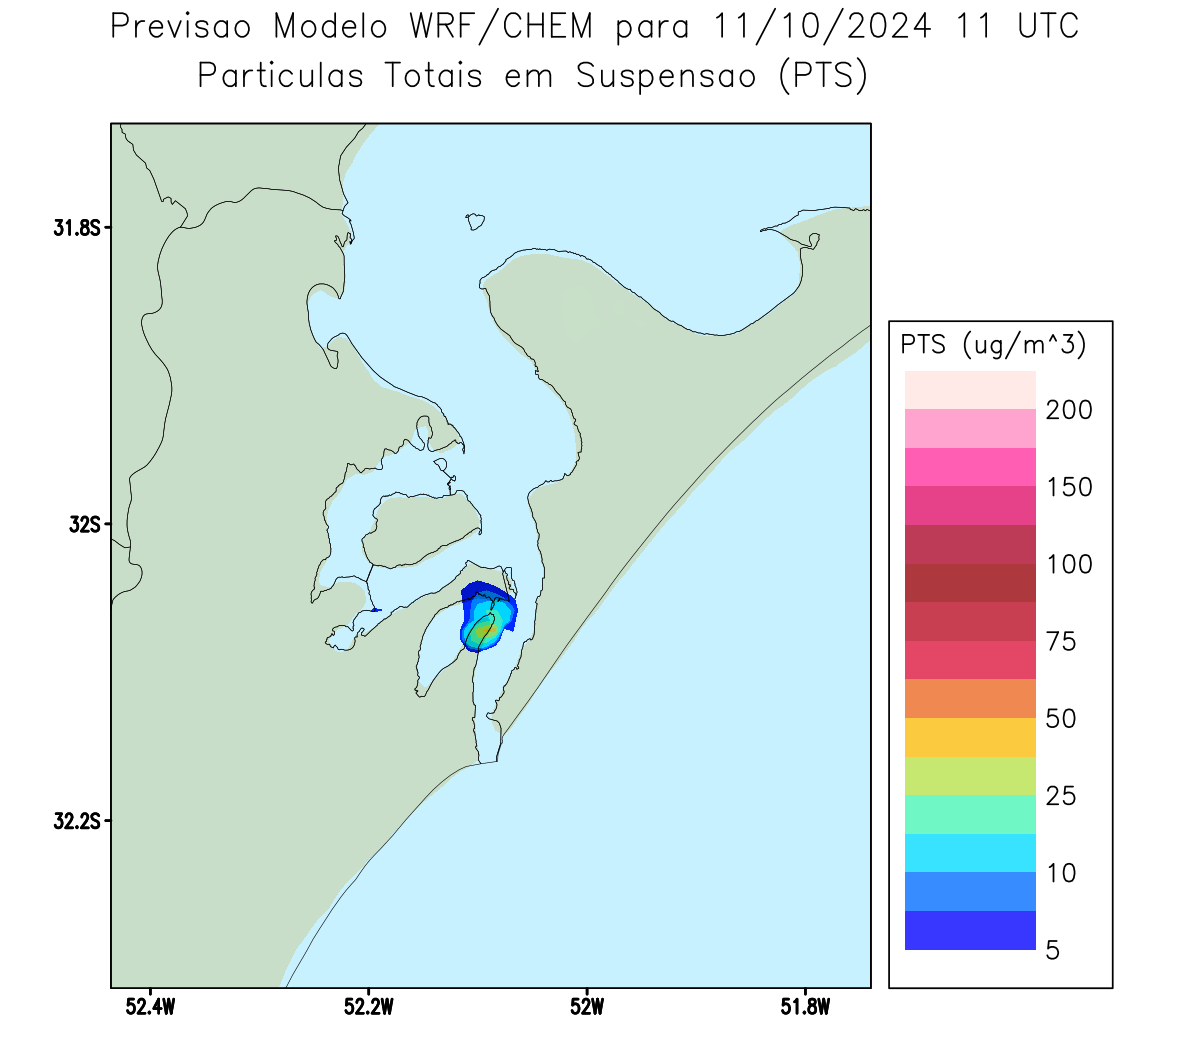 Previsao Modelo WRF/CHEM para 11/10/2024 11 UTC
Particulas Totais em Suspensao (PTS)
31.8S
32S
32.2S
52.4W
52.2W
52W
51.8W
PTS (ug/m^3)
200
150
100
75
50
25
10
5